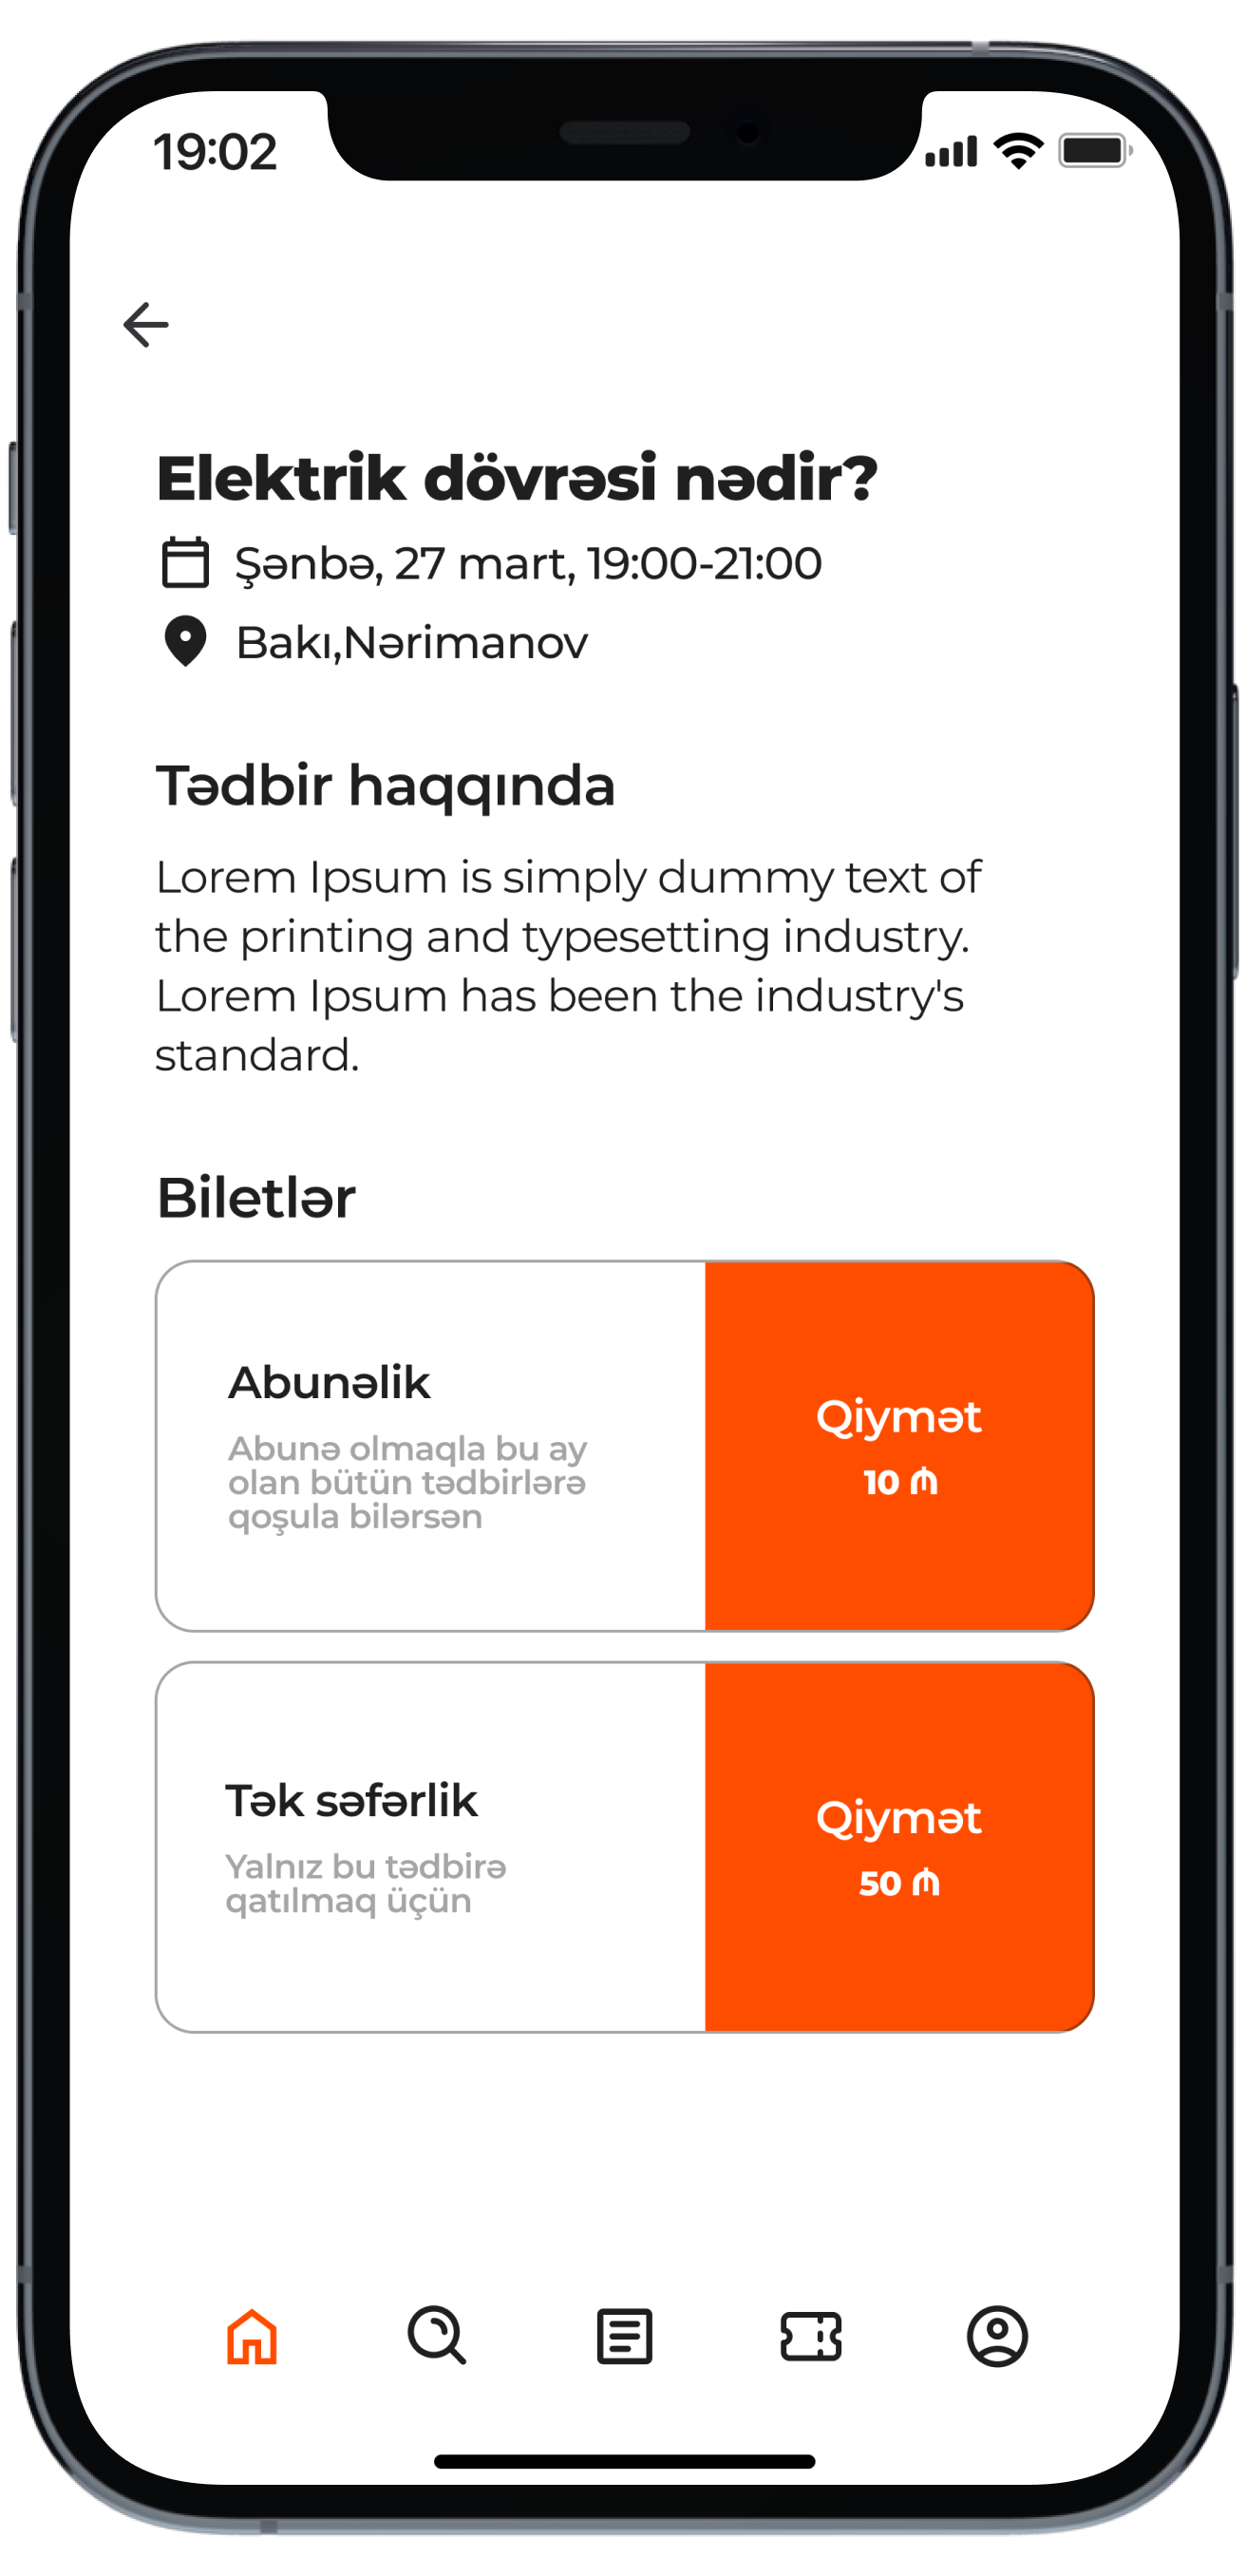 19:02
Elektrik dövrəsi nədir?
Şənbə, 27 mart, 19:00-21:00
Bakı,Nərimanov
Tədbir haqqında
Lorem Ipsum is simply dummy text of
the printing and typesetting industry.
Lorem Ipsum has been the industry's
standard.
Biletlər
Abunəlik
Abunə olmaqla bu ay
olan bütün tədbirlərə
qoşula bilərsən
Qiymət
10 ₼
Tək səfərlik
Yalnız bu tədbirə
qatılmaq üçün
Qiymət
50 ₼